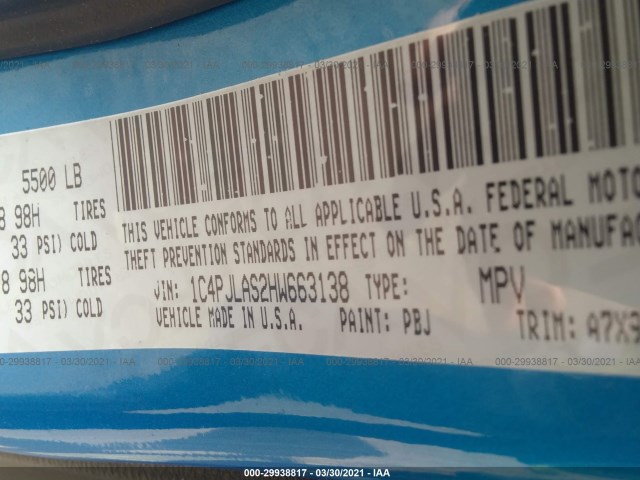 5500 LB
8 98H TIRES
33 PSI) COLD
8 98H TIRES
33 PSI) COLD
THIS VEHICLE CONFORMS TO ALL APPLICABLE U.S.A. FEDERAL MOTO
THEFT PREVENTION STANDARDS IN EFFECT ON THE DATE OF MANUFAC
VIN: 1C4PJLAS2HW663138 TYPE: MPV
VEHICLE MADE IN U.S.A. PAINT: PBJ TRIM: A7X9
000-29938817 - 03/30/2021 - IAA